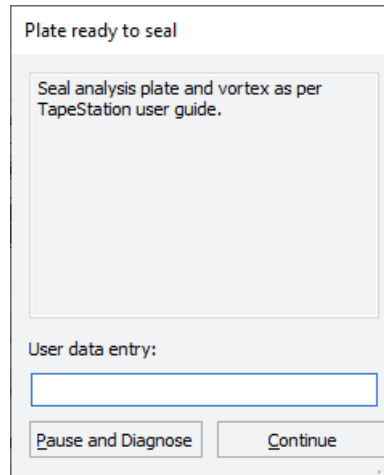 Plate ready to seal
Seal analysis plate and vortex as per
TapeStation user guide.
User data entry:
Pause and Diagnose
Continue